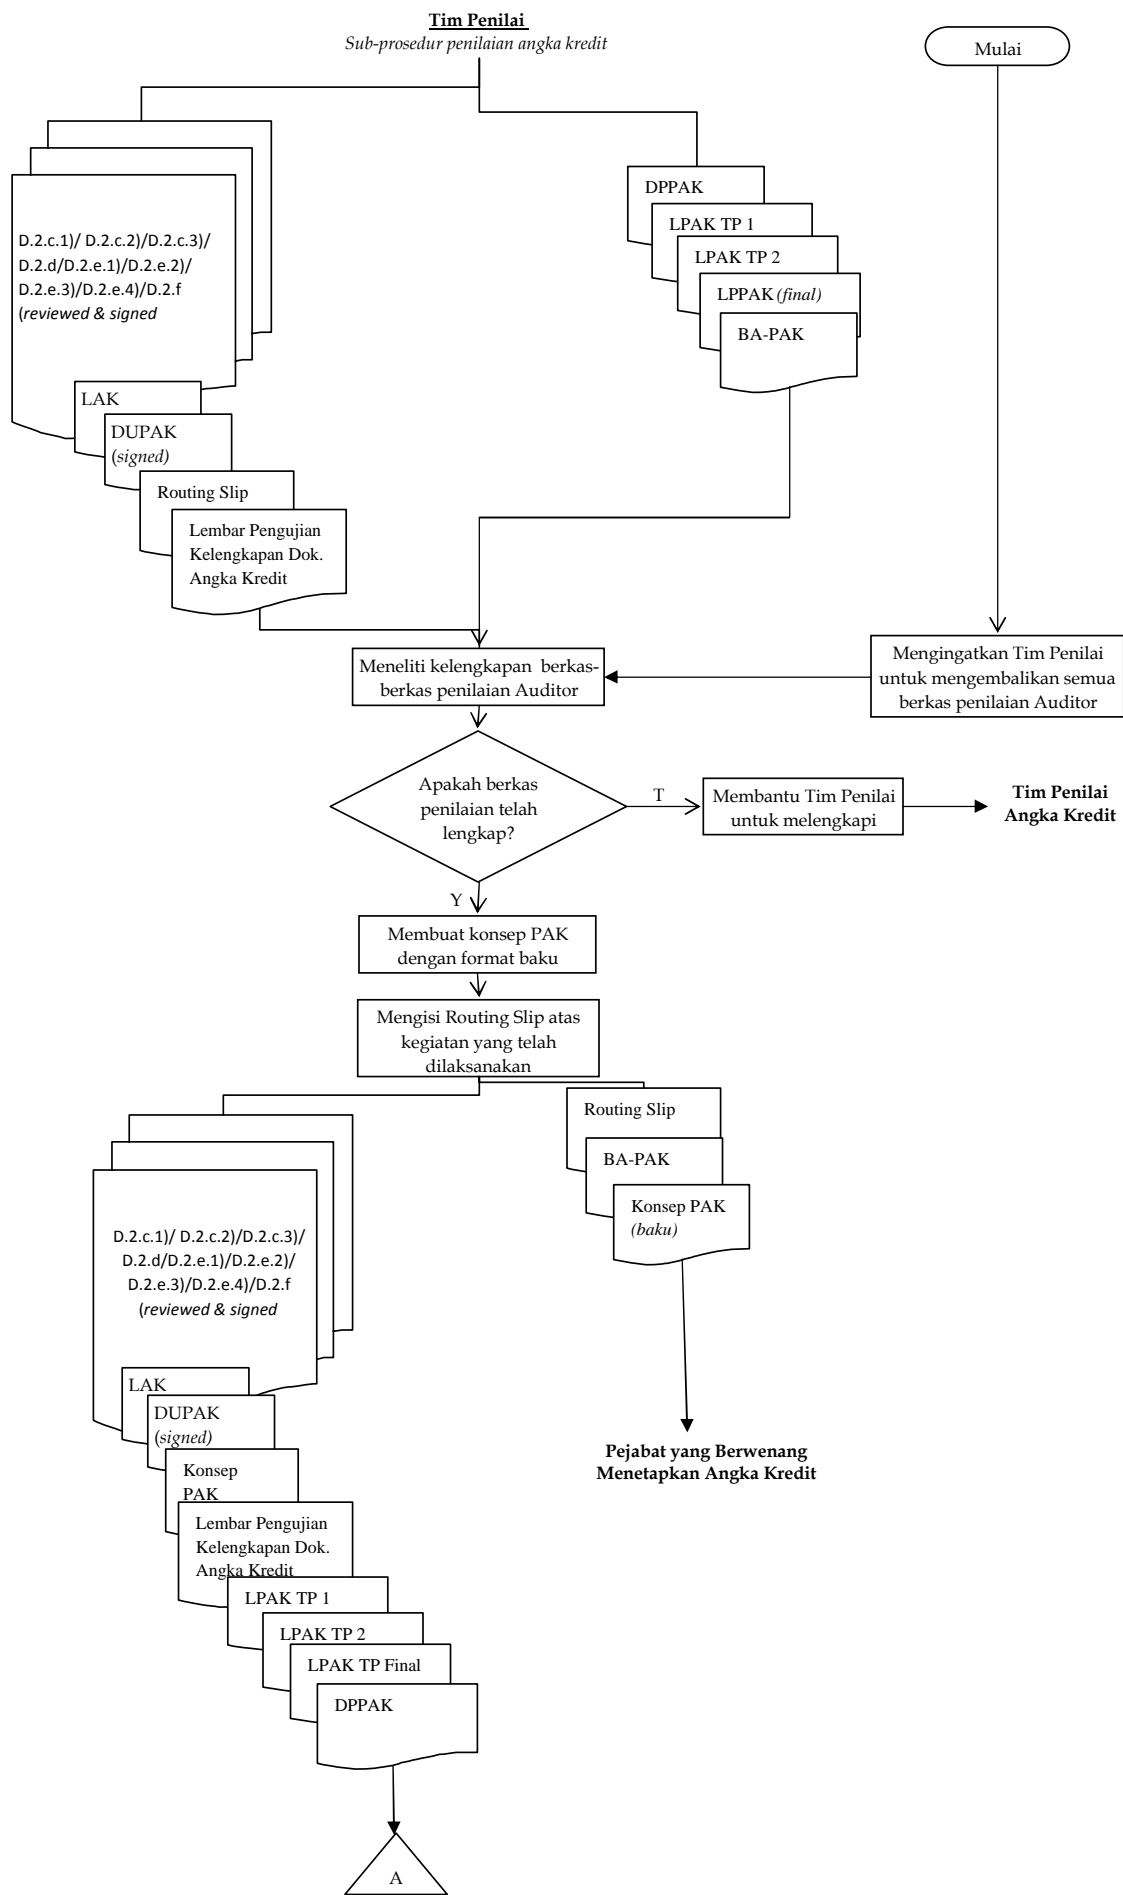 Tim Penilai
Sub-prosedur penilaian angka kredit
Mulai
D.2.c.1)/ D.2.c.2)/D.2.c.3)/
D.2.d/D.2.e.1)/D.2.e.2)/
D.2.e.3)/D.2.e.4)/D.2.f
(reviewed & signed
LAK
DUPAK
(signed)
Routing Slip
Lembar Pengujian
Kelengkapan Dok.
Angka Kredit
DPPAK
LPAK TP 1
LPAK TP 2
LPPAK (final)
BA-PAK
Meneliti kelengkapan berkas-
berkas penilaian Auditor
Mengingatkan Tim Penilai
untuk mengembalikan semua
berkas penilaian Auditor
Apakah berkas
penilaian telah
lengkap?
T
Membantu Tim Penilai
untuk melengkapi
Tim Penilai
Angka Kredit
Y
Membuat konsep PAK
dengan format baku
Mengisi Routing Slip atas
kegiatan yang telah
dilaksanakan
Routing Slip
BA-PAK
Konsep PAK
(baku)
Pejabat yang Berwenang
Menetapkan Angka Kredit
D.2.c.1)/ D.2.c.2)/D.2.c.3)/
D.2.d/D.2.e.1)/D.2.e.2)/
D.2.e.3)/D.2.e.4)/D.2.f
(reviewed & signed
LAK
DUPAK
(signed)
Konsep
PAK
Lembar Pengujian
Kelengkapan Dok.
Angka Kredit
LPAK TP 1
LPAK TP 2
LPAK TP Final
DPPAK
A